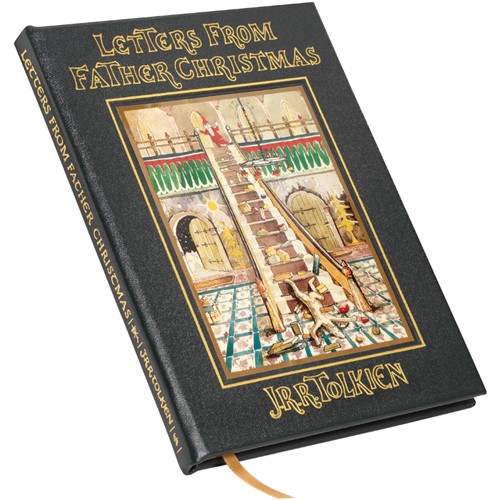 LETTERS FROM
FATHER CHRISTMAS
J.R.R. TOLKIEN
LETTERS FROM FATHER CHRISTMAS J.R.R. TOLKIEN